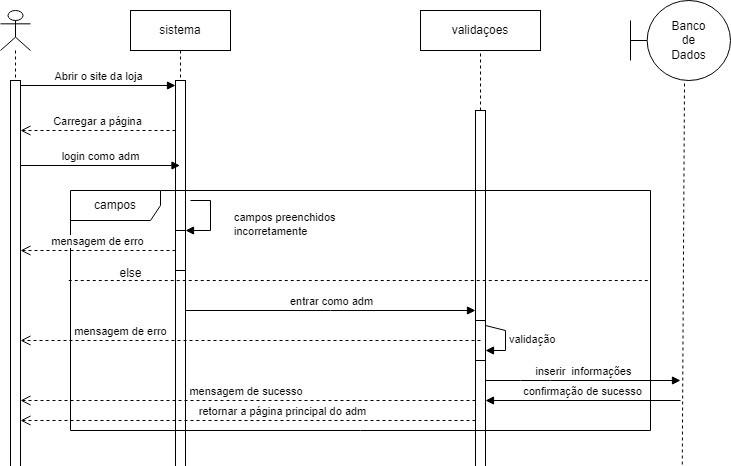 sistema
validaçoes
Banco
de
Dados
Abrir o site da loja
Carregar a página
login como adm
campos
campos preenchidos
incorretamente
mensagem de erro
else
entrar como adm
mensagem de erro
validação
inserir informações
confirmação de sucesso
mensagem de sucesso
retornar a página principal do adm